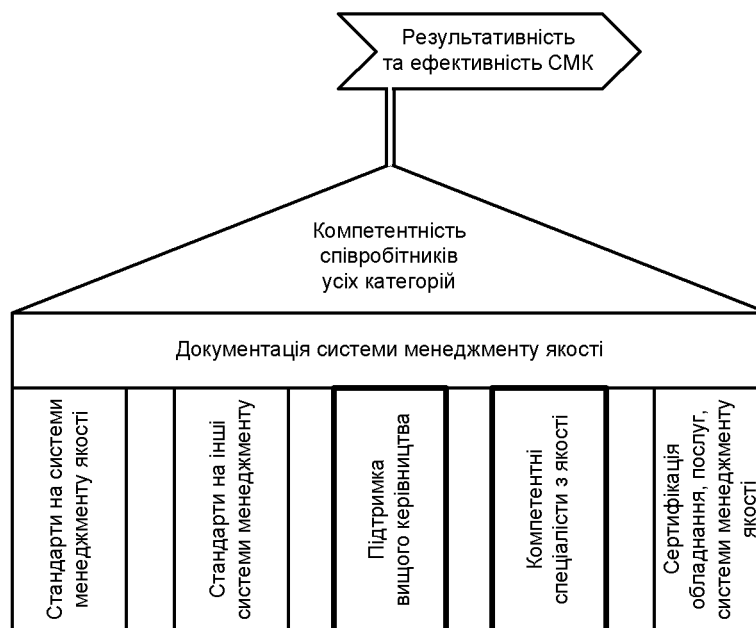 Результативність
та ефективність СМК
Компетентність
співробітників
усіх категорій
Документація системи менеджменту якості
Стандарти на системи
менеджменту якості
Стандарти на інші
системи менеджменту
Підтримка
вищого керівництва
Компетентні
спеціалісти з якості
Сертифікація
обладнання, послуг,
системи менеджменту
якості